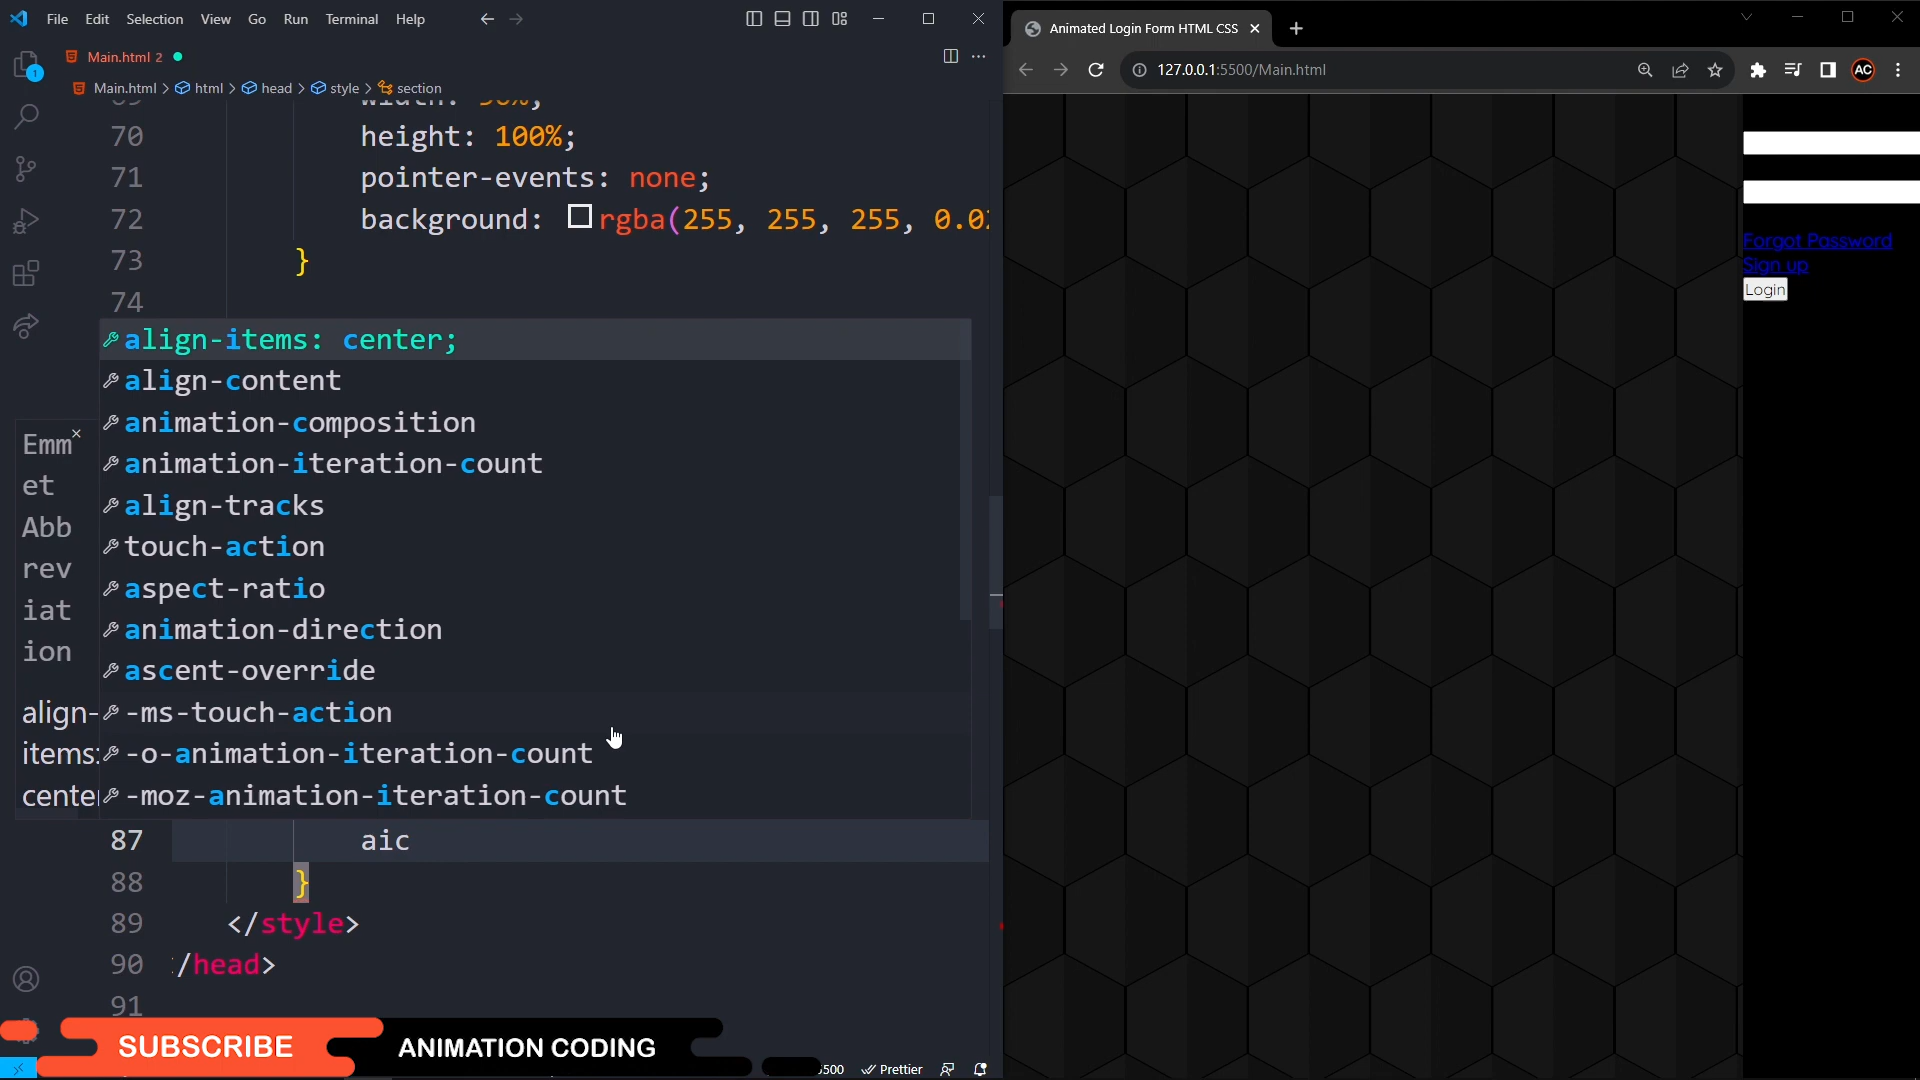 File Edit Selection View Go Run Terminal Help
Main.html 2
Main.html > html > head > style > section
70 height: 100%;
71 pointer-events: none;
72 background: rgba(255, 255, 255, 0.02
73 }
74
align-items: center;
align-content
animation-composition
animation-iteration-count
align-tracks
touch-action
aspect-ratio
animation-direction
ascent-override
-ms-touch-action
-o-animation-iteration-count
-moz-animation-iteration-count
Emm
et
Abb
rev
iat
ion
align-
items:
cente
87 aic
88 }
89 </style>
90 /head>
91
1
SUBSCRIBE
ANIMATION CODING
5500 Prettier
Animated Login Form HTML CSS
127.0.0.1:5500/Main.html
AC
Forgot Password
Sign up
Login